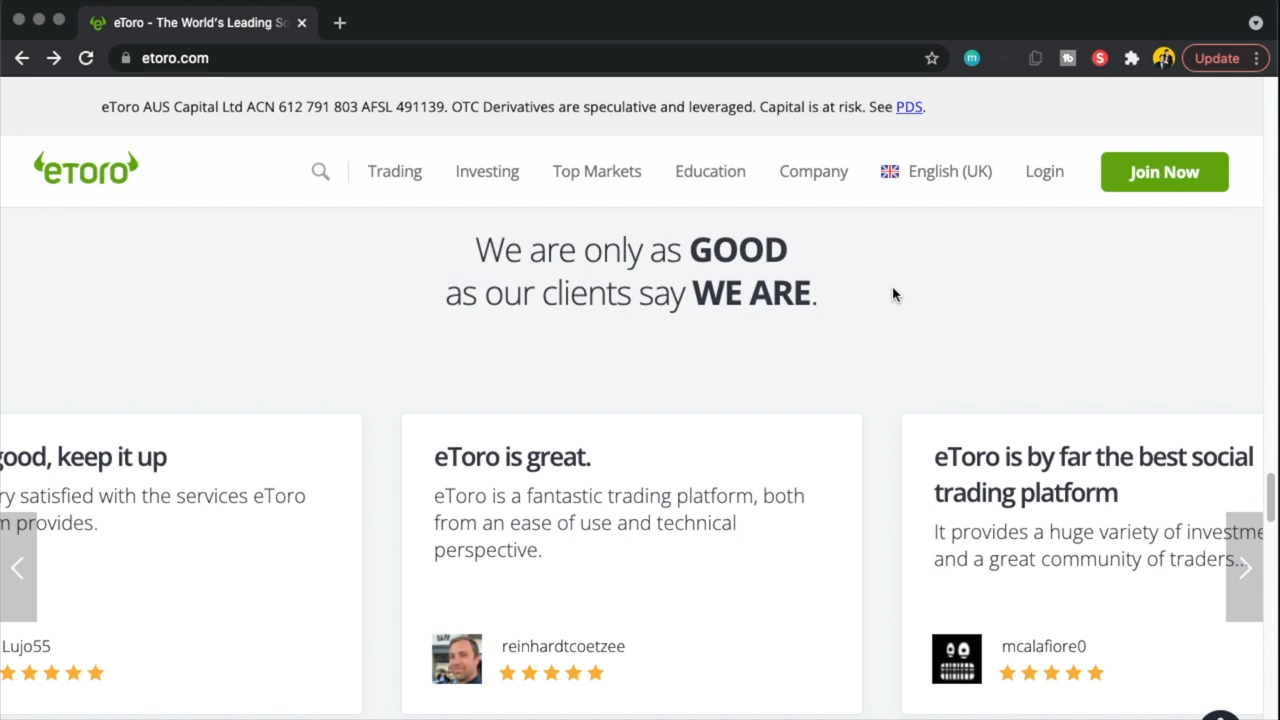 eToro - The World's Leading So
etoro.com
Update
eToro AUS Capital Ltd ACN 612 791 803 AFSL 491139. OTC Derivatives are speculative and leveraged. Capital is at risk. See PDS.
eToro
Trading
Investing
Top Markets
Education
Company
English (UK)
Login
Join Now
We are only as GOOD
as our clients say WE ARE.
good, keep it up
ry satisfied with the services eToro
m provides.
Lujo55
eToro is great.
eToro is a fantastic trading platform, both
from an ease of use and technical
perspective.
reinhardtcoetzee
eToro is by far the best social
trading platform
It provides a huge variety of investme
and a great community of traders..
mcalafiore0